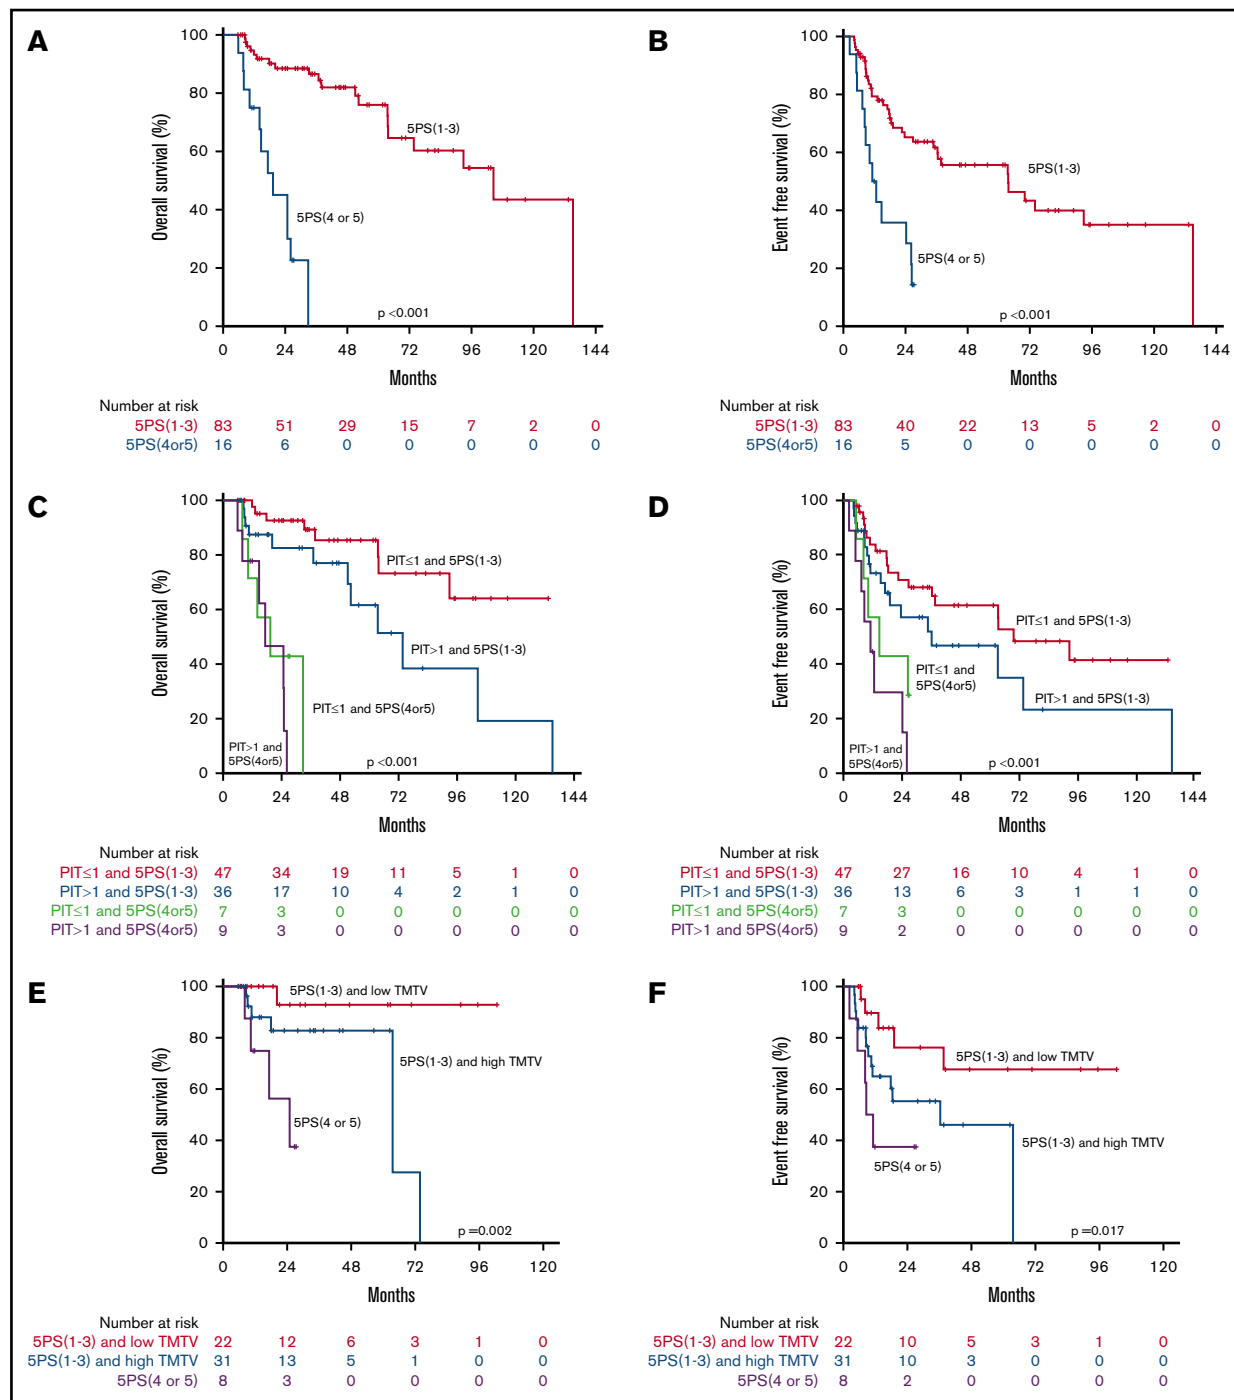 A
Overall survival (%)
100
80
60
40
20
0
5PS(1-3)
5PS(4 or 5)
p <0.001
0 24 48 72 96 120 144
Months
Number at risk
5PS(1-3) 83 51 29 15 7 2 0
5PS(4or5) 16 6 0 0 0 0 0
B
Event free survival (%)
100
80
60
40
20
0
5PS(1-3)
5PS(4 or 5)
p <0.001
0 24 48 72 96 120 144
Months
Number at risk
5PS(1-3) 83 40 22 13 5 2 0
5PS(4or5) 16 5 0 0 0 0 0
C
Overall survival (%)
100
80
60
40
20
0
PIT≤1 and 5PS(1-3)
PIT>1 and 5PS(1-3)
PIT≤1 and 5PS(4or5)
PIT>1 and
5PS(4or5)
p <0.001
0 24 48 72 96 120 144
Months
Number at risk
PIT≤1 and 5PS(1-3) 47 34 19 11 5 1 0
PIT>1 and 5PS(1-3) 36 17 10 4 2 1 0
PIT≤1 and 5PS(4or5) 7 3 0 0 0 0 0
PIT>1 and 5PS(4or5) 9 3 0 0 0 0 0
D
Event free survival (%)
100
80
60
40
20
0
PIT≤1 and 5PS(1-3)
PIT≤1 and
5PS(4or5)
PIT>1 and 5PS(1-3)
PIT>1 and
5PS(4or5)
p <0.001
0 24 48 72 96 120 144
Months
Number at risk
PIT≤1 and 5PS(1-3) 47 27 16 10 4 1 0
PIT>1 and 5PS(1-3) 36 13 6 3 1 1 0
PIT≤1 and 5PS(4or5) 7 3 0 0 0 0 0
PIT>1 and 5PS(4or5) 9 2 0 0 0 0 0
E
Overall survival (%)
100
80
60
40
20
0
5PS(1-3) and low TMTV
5PS(1-3) and high TMTV
5PS(4 or 5)
p =0.002
0 24 48 72 96 120
Months
Number at risk
5PS(1-3) and low TMTV 22 12 6 3 1 0
5PS(1-3) and high TMTV 31 13 5 1 0 0
5PS(4 or 5) 8 3 0 0 0 0
F
Event free survival (%)
100
80
60
40
20
0
5PS(1-3) and low TMTV
5PS(1-3) and high TMTV
5PS(4 or 5)
p =0.017
0 24 48 72 96 120
Months
Number at risk
5PS(1-3) and low TMTV 22 10 5 3 1 0
5PS(1-3) and high TMTV 31 10 3 0 0 0
5PS(4 or 5) 8 2 0 0 0 0